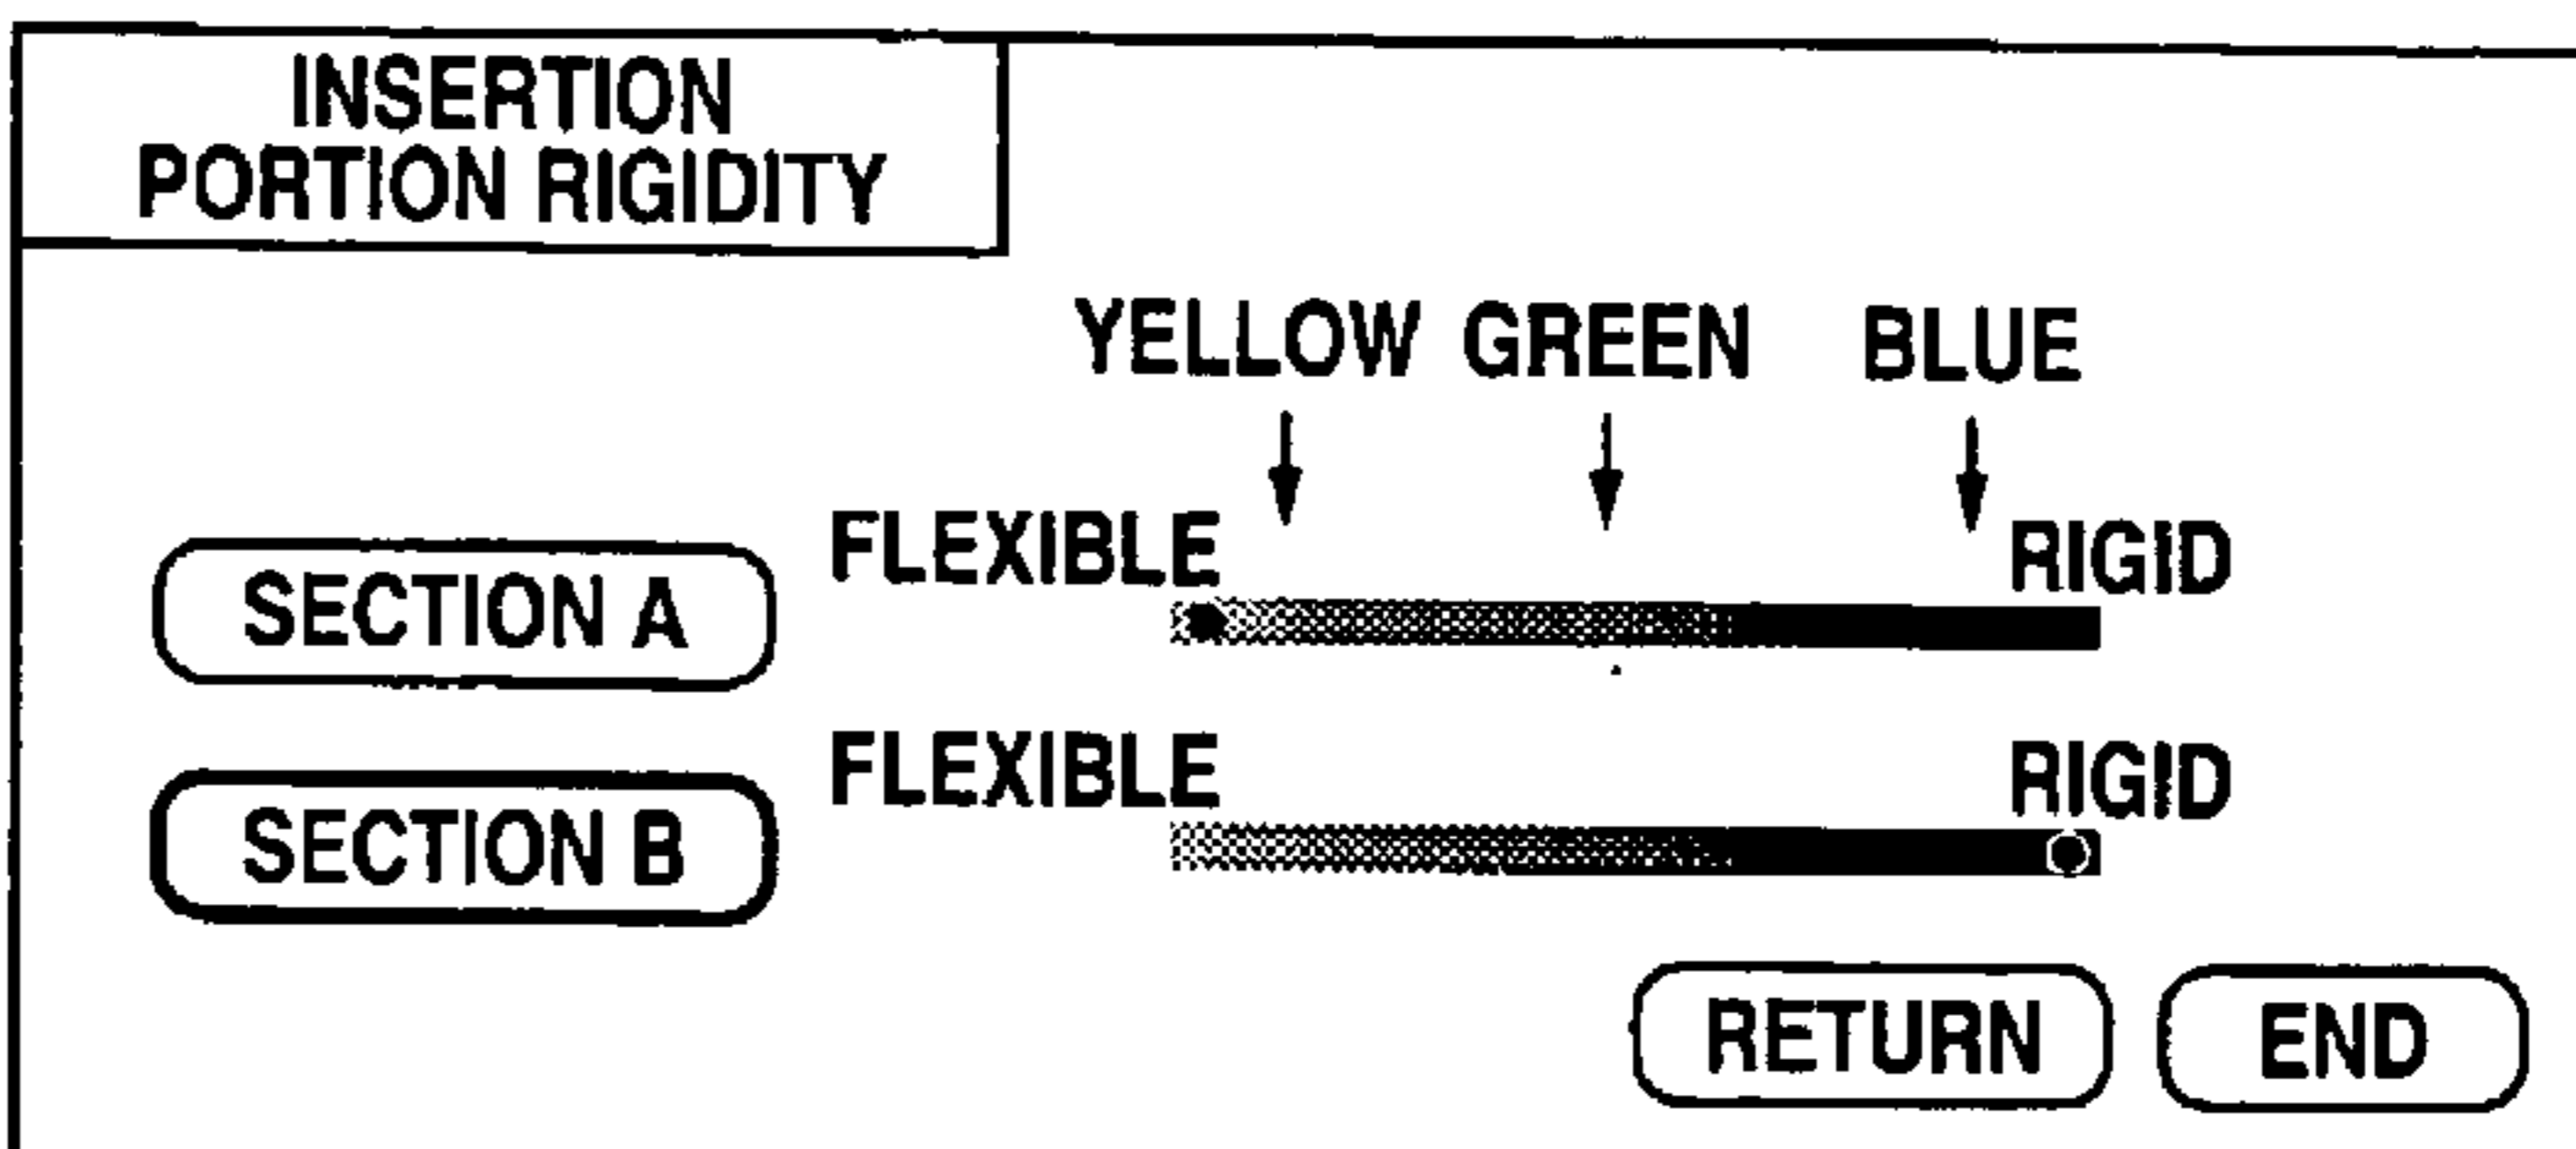 INSERTION
PORTION RIGIDITY
YELLOW GREEN BLUE
FLEXIBLE RIGID
SECTION A
FLEXIBLE RIGID
SECTION B
RETURN END